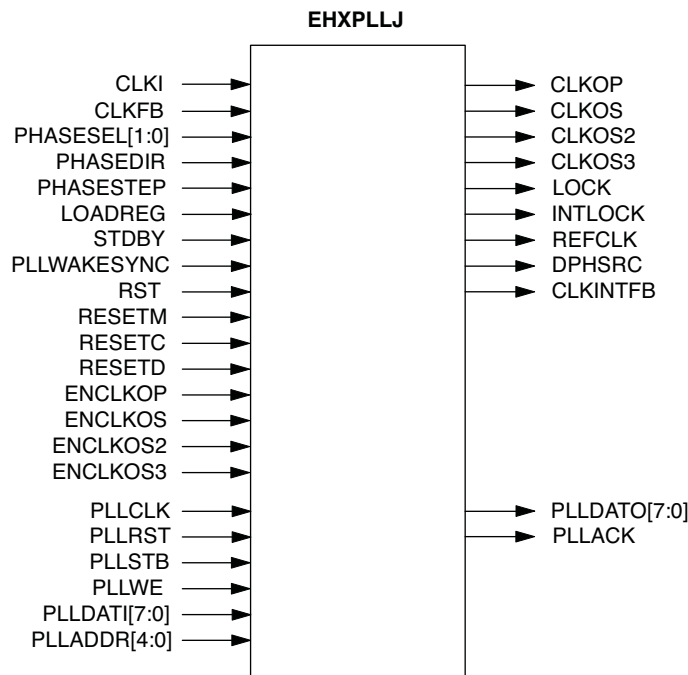 EHXPLLJ
CLKI
CLKFB
PHASESEL[1:0]
PHASEDIR
PHASESTEP
LOADREG
STDBY
PLLWAKESYNC
RST
RESETM
RESETC
RESETD
ENCLKOP
ENCLKOS
ENCLKOS2
ENCLKOS3
PLLCLK
PLLRST
PLLSTB
PLLWE
PLLDATI[7:0]
PLLADDR[4:0]
CLKOP
CLKOS
CLKOS2
CLKOS3
LOCK
INTLOCK
REFCLK
DPHSRC
CLKINTFB
PLLDATO[7:0]
PLLACK